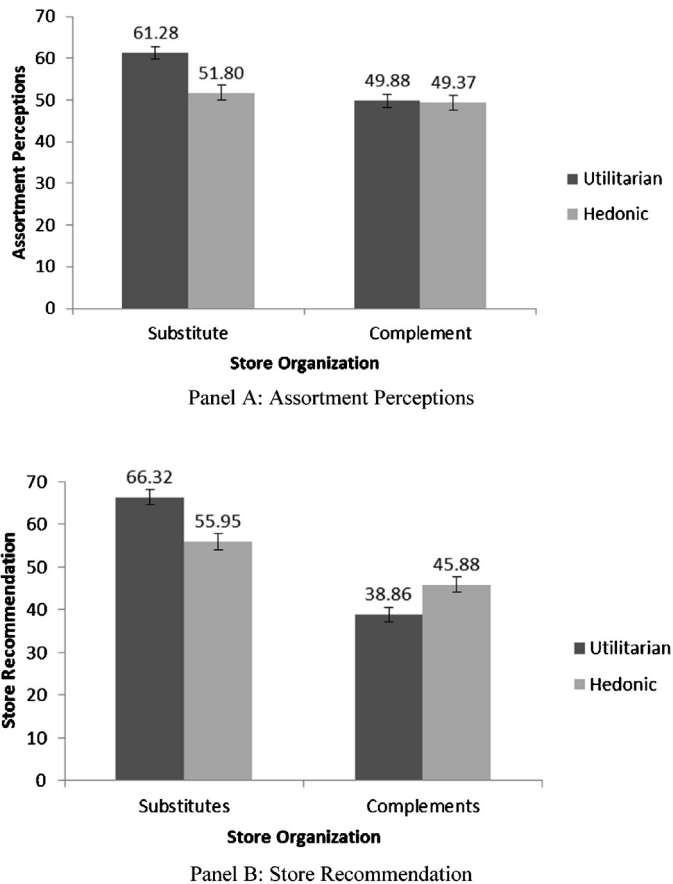 70
60
50
40
30
20
10
0
Assortment Perceptions
61.28
51.80
49.88
49.37
Utilitarian
Hedonic
Substitute
Complement
Store Organization
Panel A: Assortment Perceptions
70
60
50
40
30
20
10
0
Store Recommendation
66.32
55.95
38.86
45.88
Utilitarian
Hedonic
Substitutes
Complements
Store Organization
Panel B: Store Recommendation